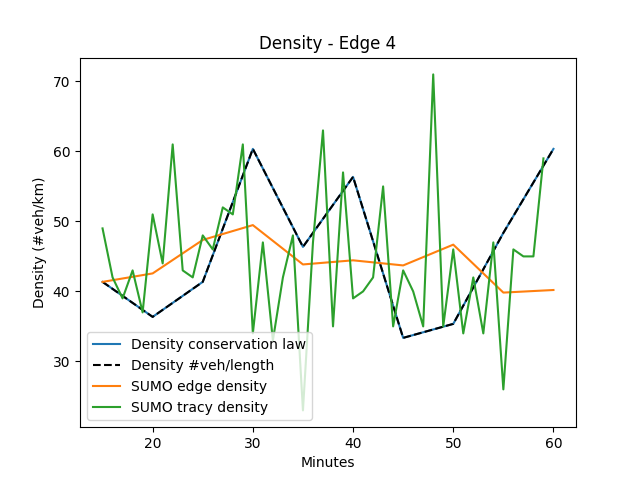 Density - Edge 4
Density (#veh/km)
70
60
50
40
30
Density conservation law
Density #veh/length
SUMO edge density
SUMO tracy density
20
30
40
50
60
Minutes